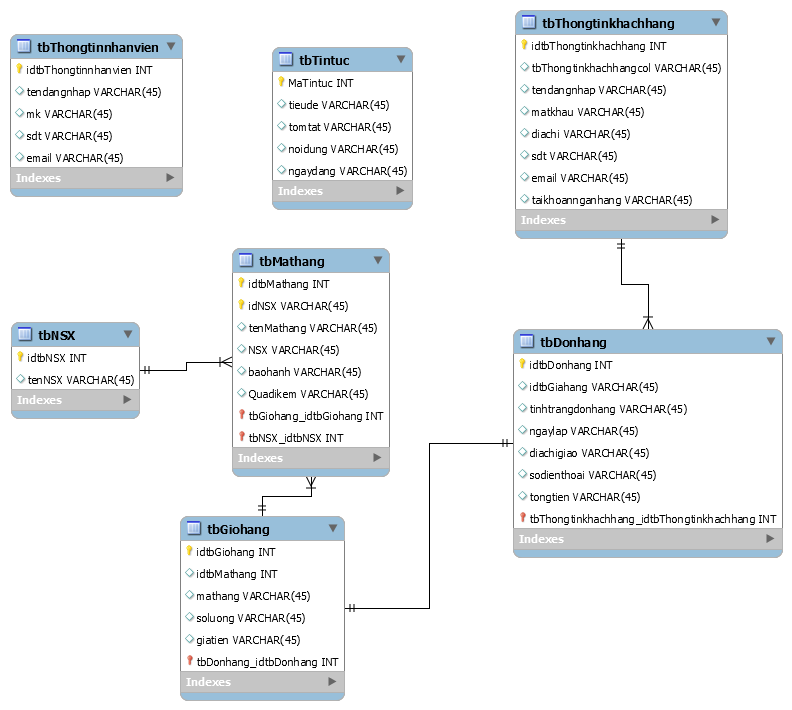 tbThongtinnhanvien
idtbThongtinnhanvien INT
tendangnhap VARCHAR(45)
mk VARCHAR(45)
sdt VARCHAR(45)
email VARCHAR(45)
Indexes
tbTintuc
MaTintuc INT
tieude VARCHAR(45)
tomtat VARCHAR(45)
noidung VARCHAR(45)
ngaydang VARCHAR(45)
Indexes
tbThongtinkhachhang
idtbThongtinkhachhang INT
tbThongtinkhachhangcol VARCHAR(45)
tendangnhap VARCHAR(45)
matkhau VARCHAR(45)
diachi VARCHAR(45)
sdt VARCHAR(45)
email VARCHAR(45)
taikhoannganhang VARCHAR(45)
Indexes
tbNSX
idtbNSX INT
tenNSX VARCHAR(45)
Indexes
tbMathang
idtbMathang INT
idNSX VARCHAR(45)
tenMathang VARCHAR(45)
NSX VARCHAR(45)
baohanh VARCHAR(45)
Quadikem VARCHAR(45)
tbGiohang_idtbGiohang INT
tbNSX_idtbNSX INT
Indexes
tbDonhang
idtbDonhang INT
idtbGiahang VARCHAR(45)
tinhtrangdonhang VARCHAR(45)
ngaylap VARCHAR(45)
diachigiao VARCHAR(45)
sodienthoai VARCHAR(45)
tongtien VARCHAR(45)
tbThongtinkhachhang_idtbThongtinkhachhang INT
Indexes
tbGiohang
idtbGiohang INT
idtbMathang INT
mathang VARCHAR(45)
soluong VARCHAR(45)
giatien VARCHAR(45)
tbDonhang_idtbDonhang INT
Indexes